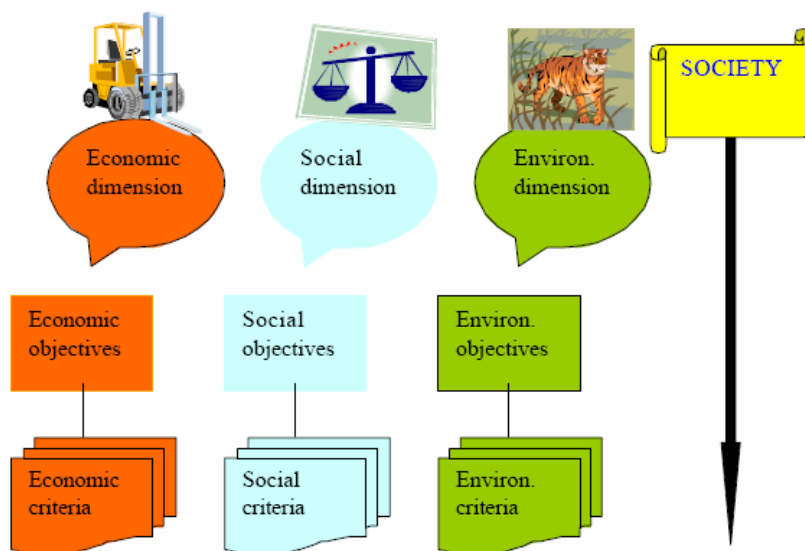 Economic
dimension
Social
dimension
Environ.
dimension
SOCIETY
Economic
objectives
Social
objectives
Environ.
objectives
Economic
criteria
Social
criteria
Environ.
criteria